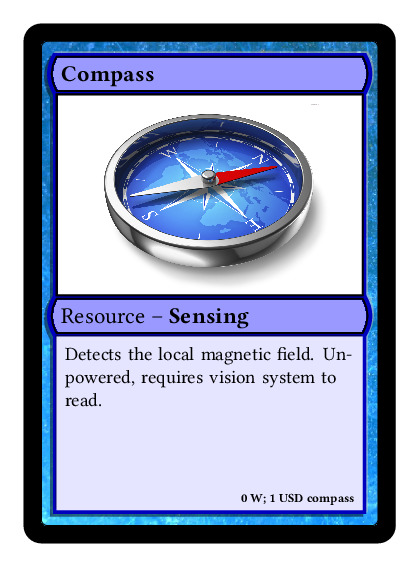 Compass
W
N
S
E
Resource – Sensing
Detects the local magnetic field. Un-
powered, requires vision system to
read.
0 W; 1 USD compass